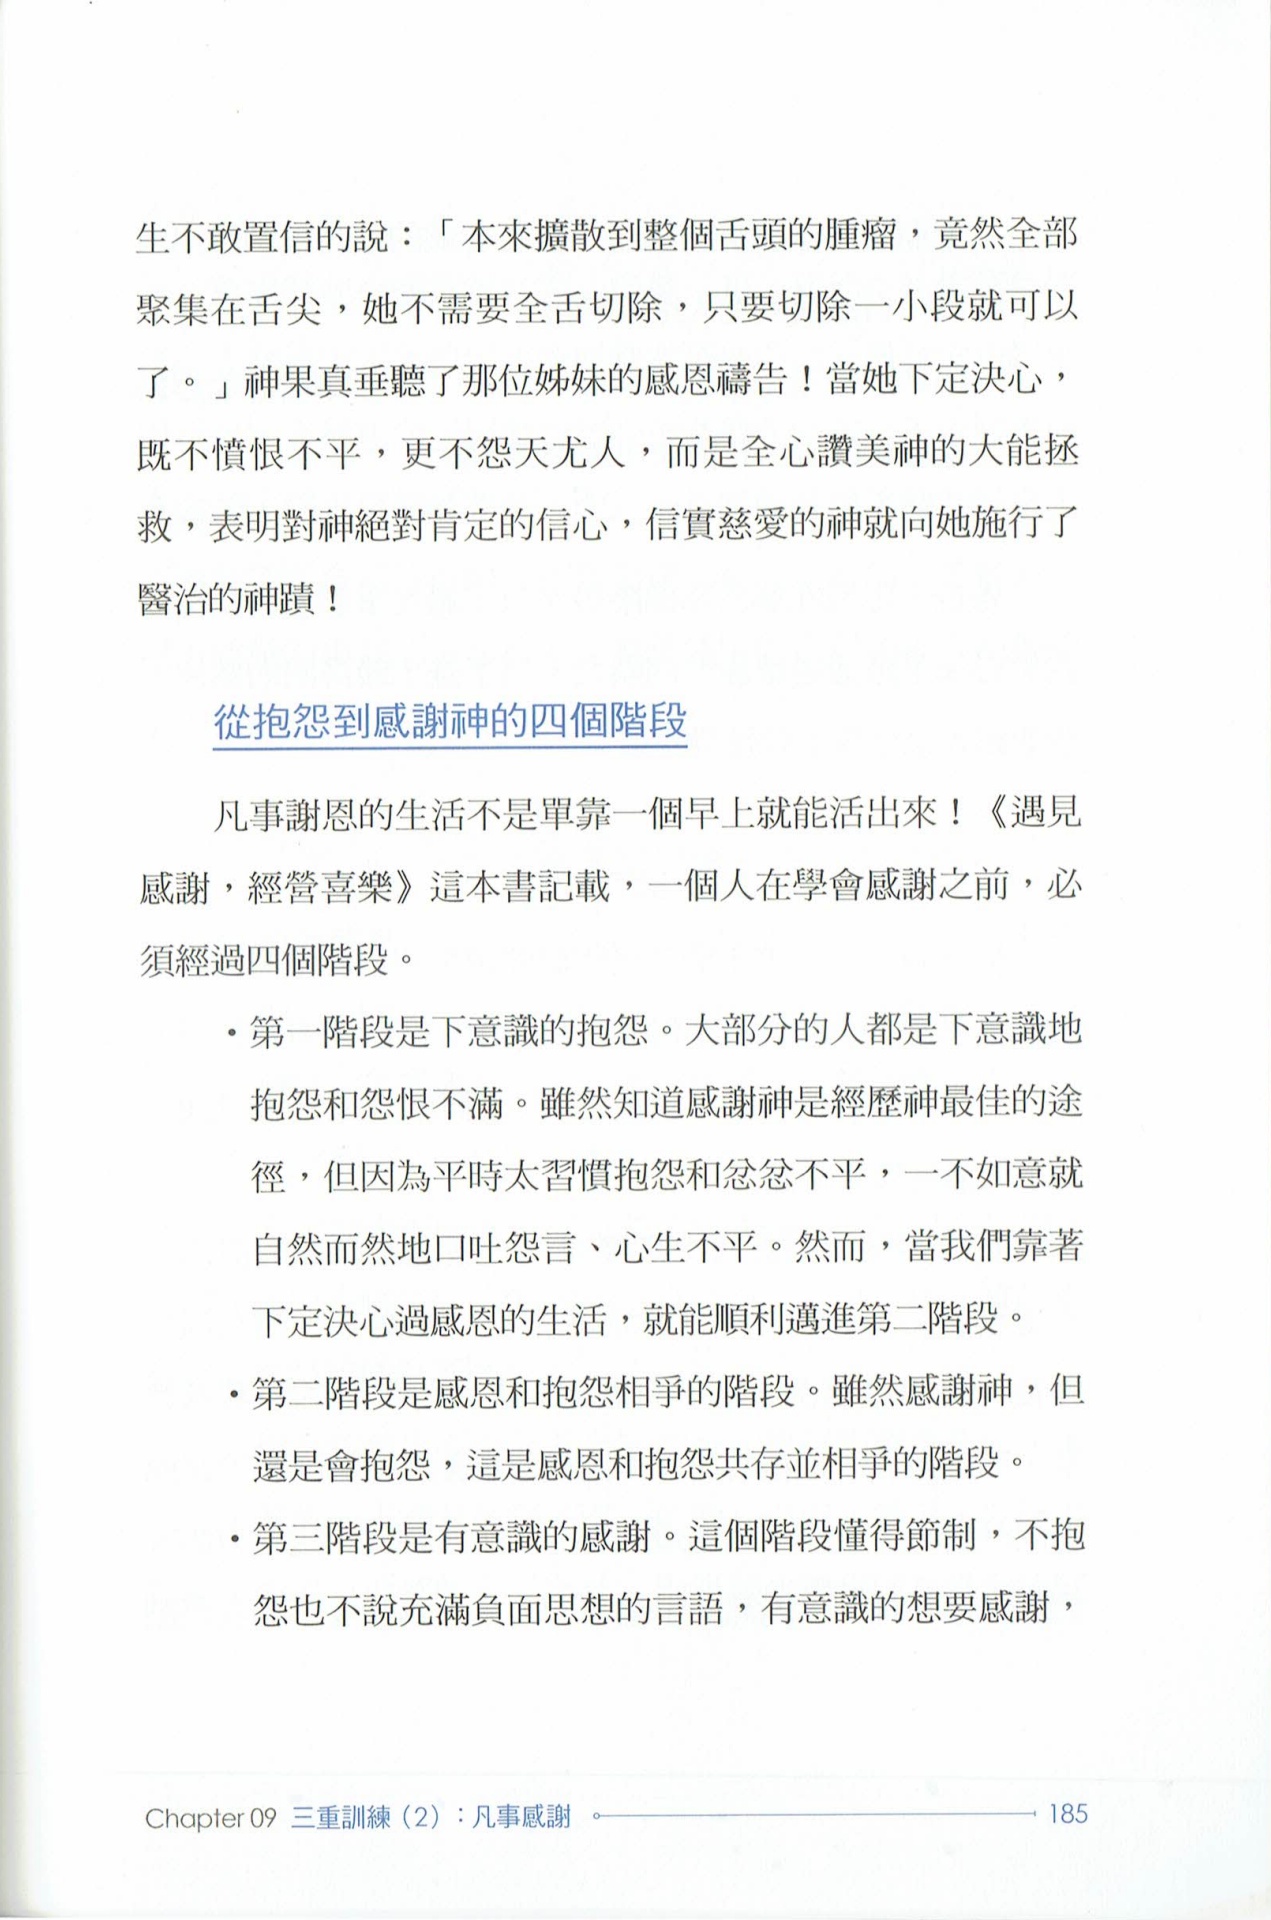 生不敢置信的說：「本來擴散到整個舌頭的腫瘤，竟然全部
聚集在舌尖，她不需要全舌切除，只要切除一小段就可以
了。」神果真垂聽了那位姊妹的感恩禱告！當她下定決心，
既不憤恨不平，更不怨天尤人，而是全心讚美神的大能拯
救，表明對神絕對肯定的信心，信實慈愛的神就向她施行了
醫治的神蹟！
從抱怨到感謝神的四個階段
凡事謝恩的生活不是單靠一個早上就能活出來！《遇見
感謝，經營喜樂》這本書記載，一個人在學會感謝之前，必
須經過四個階段。
・第一階段是下意識的抱怨。大部分的人都是下意識地
抱怨和怨恨不滿。雖然知道感謝神是經歷神最佳的途
徑，但因為平時太習慣抱怨和忿忿不平，一不如意就
自然而然地口吐怨言、心生不平。然而，當我們靠著
下定決心過感恩的生活，就能順利邁進第二階段。
・第二階段是感恩和抱怨相爭的階段。雖然感謝神，但
還是會抱怨，這是感恩和抱怨共存並相爭的階段。
・第三階段是有意識的感謝。這個階段懂得節制，不抱
怨也不說充滿負面思想的言語，有意識的想要感謝，
Chapter 09 三重訓練（2）：凡事感謝 185